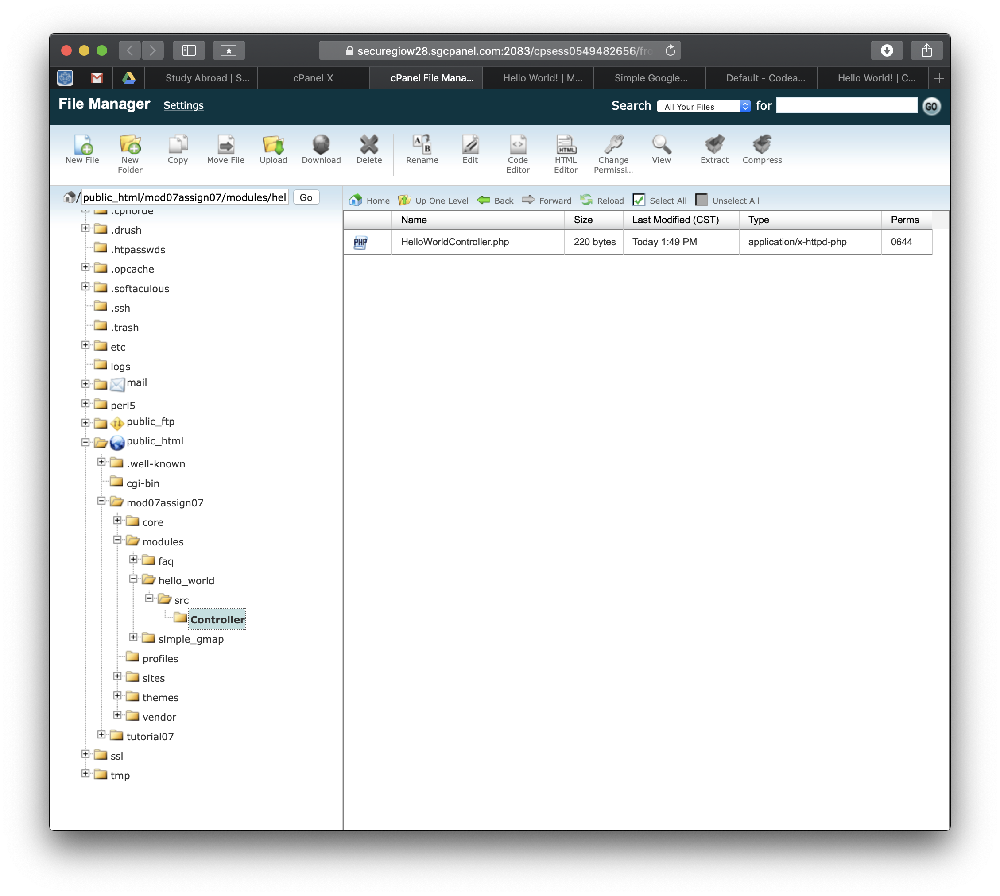 securegiow28.sgcpanel.com:2083/cpsess0549482656/fro
Study Abroad | S... cPanel X cPanel File Mana... Hello World! | M... Simple Google... Default - Codea... Hello World! | C...
File Manager Settings Search All Your Files for GO
New File New Folder Copy Move File Upload Download Delete Rename Edit Code Editor HTML Editor Change Permissi... View Extract Compress
/ public_html/mod07assign07/modules/hel Go
Home Up One Level Back Forward Reload Select All Unselect All
Name Size Last Modified (CST) Type Perms
PHP HelloWorldController.php 220 bytes Today 1:49 PM application/x-httpd-php 0644
.cphorde
.drush
.htpasswds
.opcache
.softaculous
.ssh
.trash
etc
logs
mail
perl5
public_ftp
public_html
.well-known
cgi-bin
mod07assign07
core
modules
faq
hello_world
src
Controller
simple_gmap
profiles
sites
themes
vendor
tutorial07
ssl
tmp